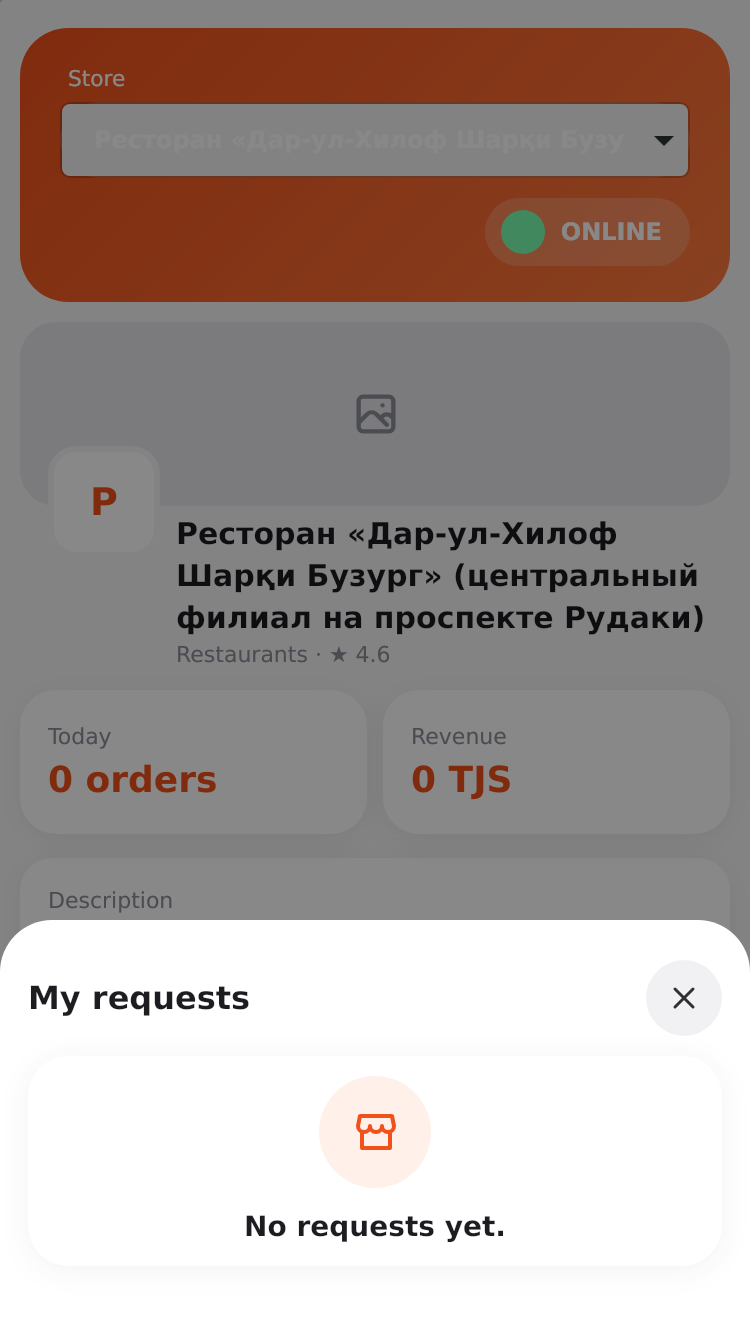 Store
Ресторан «Дар-ул-Хилоф Шарқи Бузу
ONLINE
Р
Ресторан «Дар-ул-Хилоф
Шарқи Бузург» (центральный
филиал на проспекте Рудаки)
Restaurants · ★ 4.6
Today
0 orders
Revenue
0 TJS
Description
My requests
No requests yet.